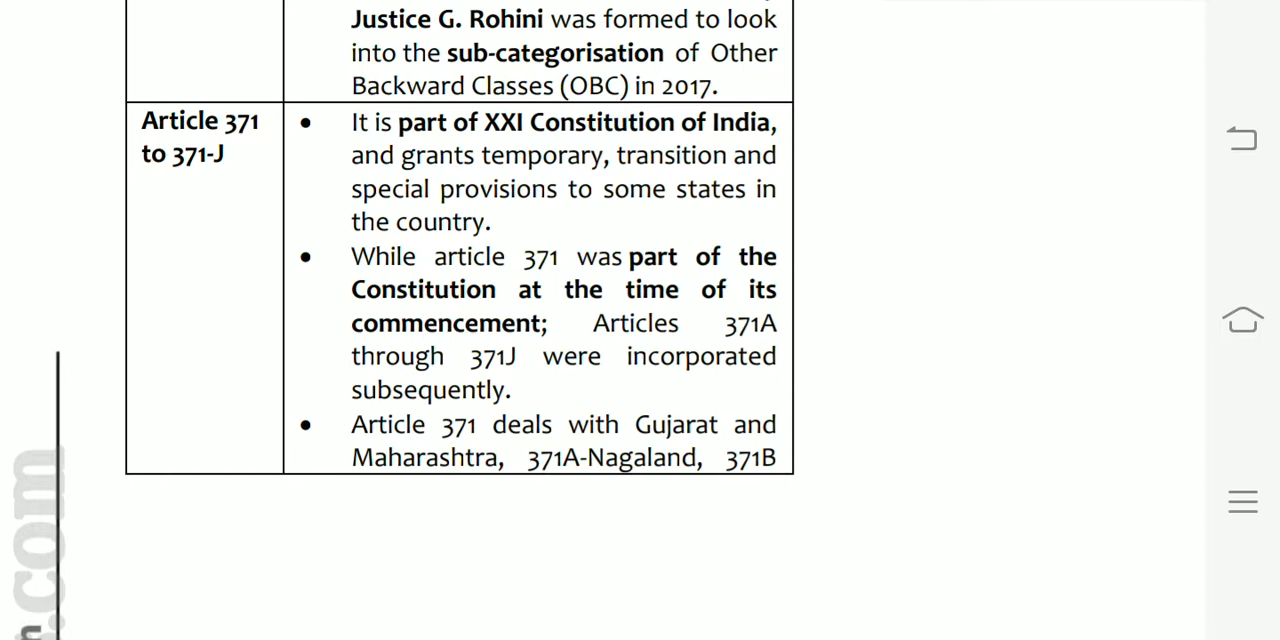 Justice G. Rohini was formed to look
into the sub-categorisation of Other
Backward Classes (OBC) in 2017.
Article 371
to 371-J
• It is part of XXI Constitution of India,
and grants temporary, transition and
special provisions to some states in
the country.
• While article 371 was part of the
Constitution at the time of its
commencement; Articles 371A
through 371J were incorporated
subsequently.
• Article 371 deals with Gujarat and
Maharashtra, 371A-Nagaland, 371B
.com